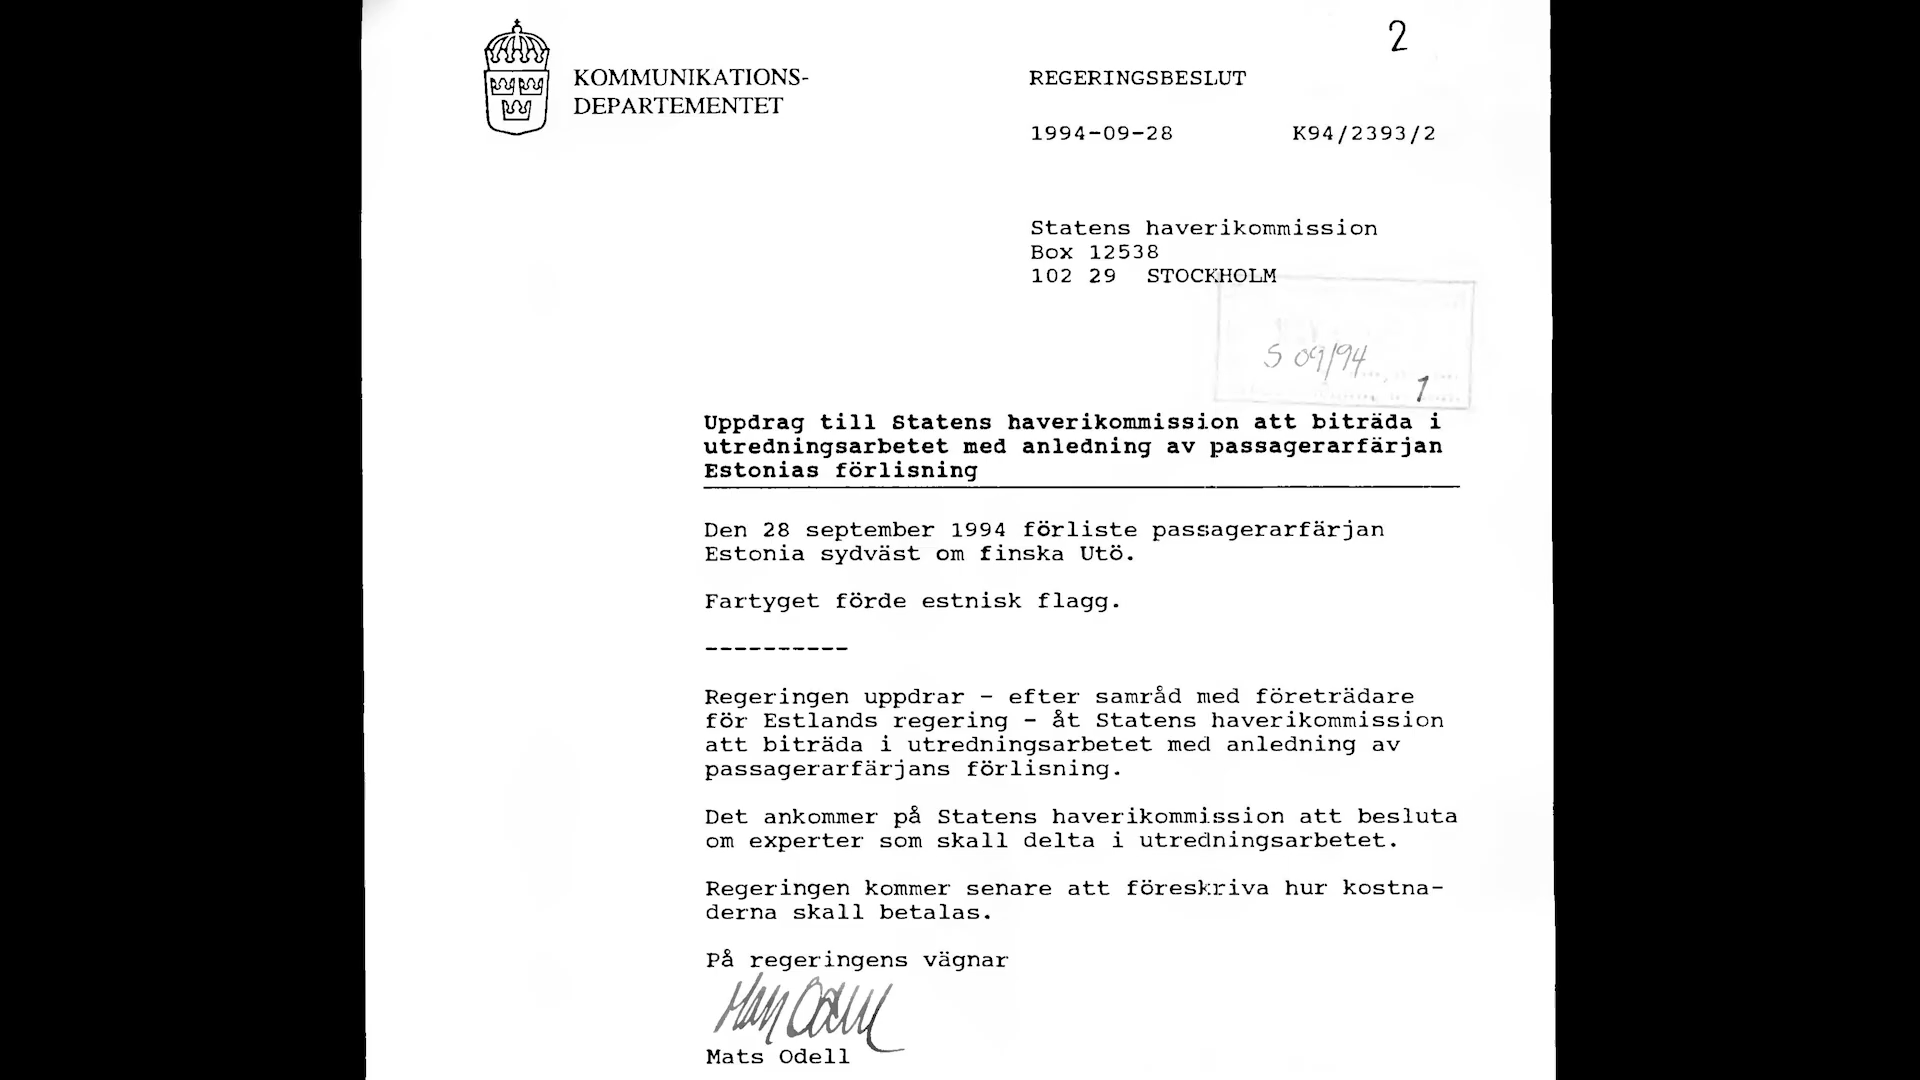 2
KOMMUNIKATIONS-
DEPARTEMENTET
REGERINGSBESLUT
1994-09-28 K94/2393/2
Statens haverikommission
Box 12538
102 29 STOCKHOLM
S 09/94
1
Uppdrag till Statens haverikommission att biträda i
utredningsarbetet med anledning av passagerarfärjan
Estonias förlisning
Den 28 september 1994 förliste passagerarfärjan
Estonia sydväst om finska Utö.
Fartyget förde estnisk flagg.
----------
Regeringen uppdrar - efter samråd med företrädare
för Estlands regering - åt Statens haverikommission
att biträda i utredningsarbetet med anledning av
passagerarfärjans förlisning.
Det ankommer på Statens haverikommission att besluta
om experter som skall delta i utredningsarbetet.
Regeringen kommer senare att föreskriva hur kostna-
derna skall betalas.
På regeringens vägnar
Mats Odell
Mats Odell